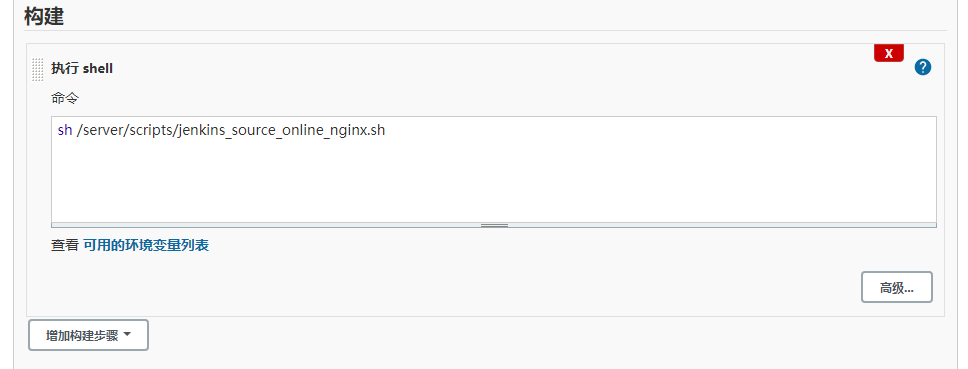 构建
X
执行 shell
命令
sh /server/scripts/jenkins_source_online_nginx.sh
查看 可用的环境变量列表
高级...
增加构建步骤